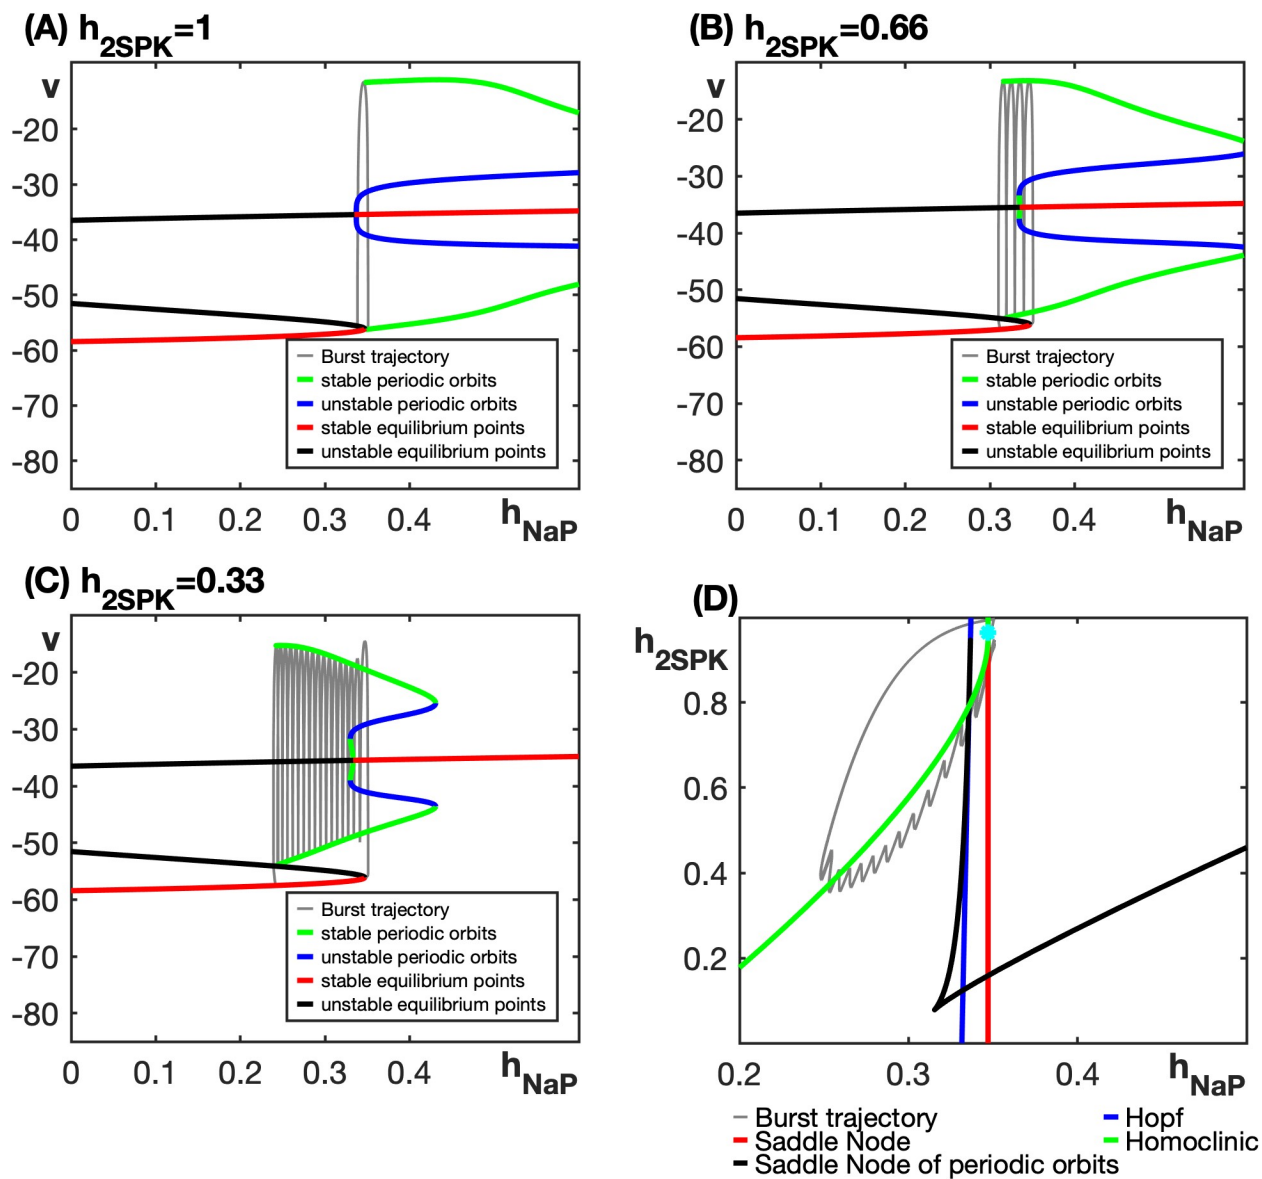 (A) h2SPK=1
v
-20
-30
-40
-50
-60
-70
-80
Burst trajectory
stable periodic orbits
unstable periodic orbits
stable equilibrium points
unstable equilibrium points
0 0.1 0.2 0.3 0.4 hNaP
(B) h2SPK=0.66
v
-20
-30
-40
-50
-60
-70
-80
Burst trajectory
stable periodic orbits
unstable periodic orbits
stable equilibrium points
unstable equilibrium points
0 0.1 0.2 0.3 0.4 hNaP
(C) h2SPK=0.33
v
-20
-30
-40
-50
-60
-70
-80
Burst trajectory
stable periodic orbits
unstable periodic orbits
stable equilibrium points
unstable equilibrium points
0 0.1 0.2 0.3 0.4 hNaP
(D)
h2SPK
0.8
0.6
0.4
0.2
0.2 0.3 0.4 hNaP
Burst trajectory
Saddle Node
Saddle Node of periodic orbits
Hopf
Homoclinic